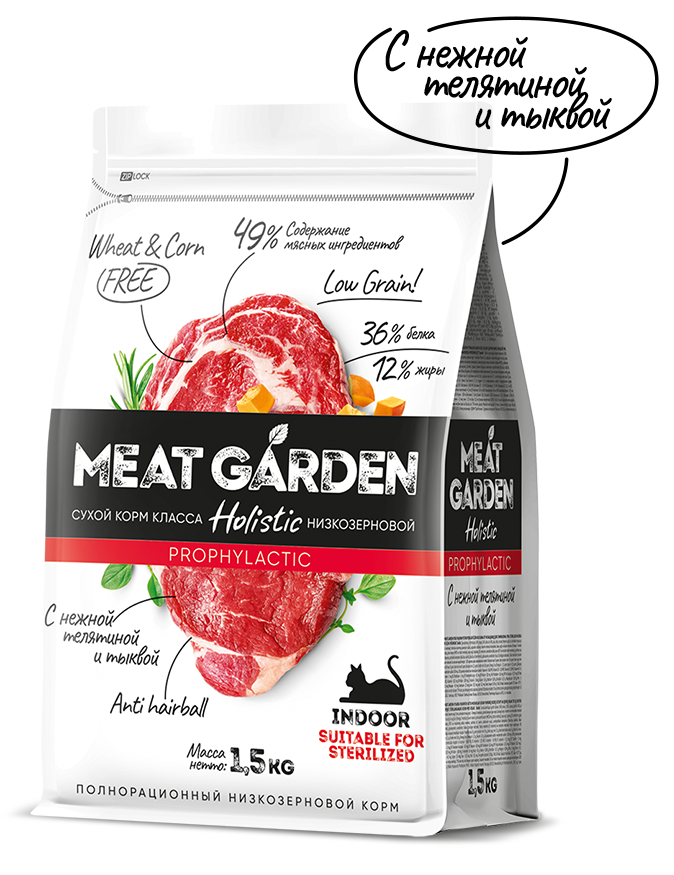 С нежной
телятиной
и тыквой
ZIP LOCK
Wheat & Corn
FREE
49% Содержание
мясных ингредиентов
Low Grain!
36% белка
12% жиры
MEAT GARDEN
СУХОЙ КОРМ КЛАССА Holistic НИЗКОЗЕРНОВОЙ
PROPHYLACTIC
С нежной
телятиной
и тыквой
Anti hairball
INDOOR
SUITABLE FOR
STERILIZED
Масса
нетто: 1,5 KG
ПОЛНОРАЦИОННЫЙ НИЗКОЗЕРНОВОЙ КОРМ
MEAT
GARDEN
Holistic
PROPHYLACTIC
С нежной телятиной
и тыквой
1,5 KG